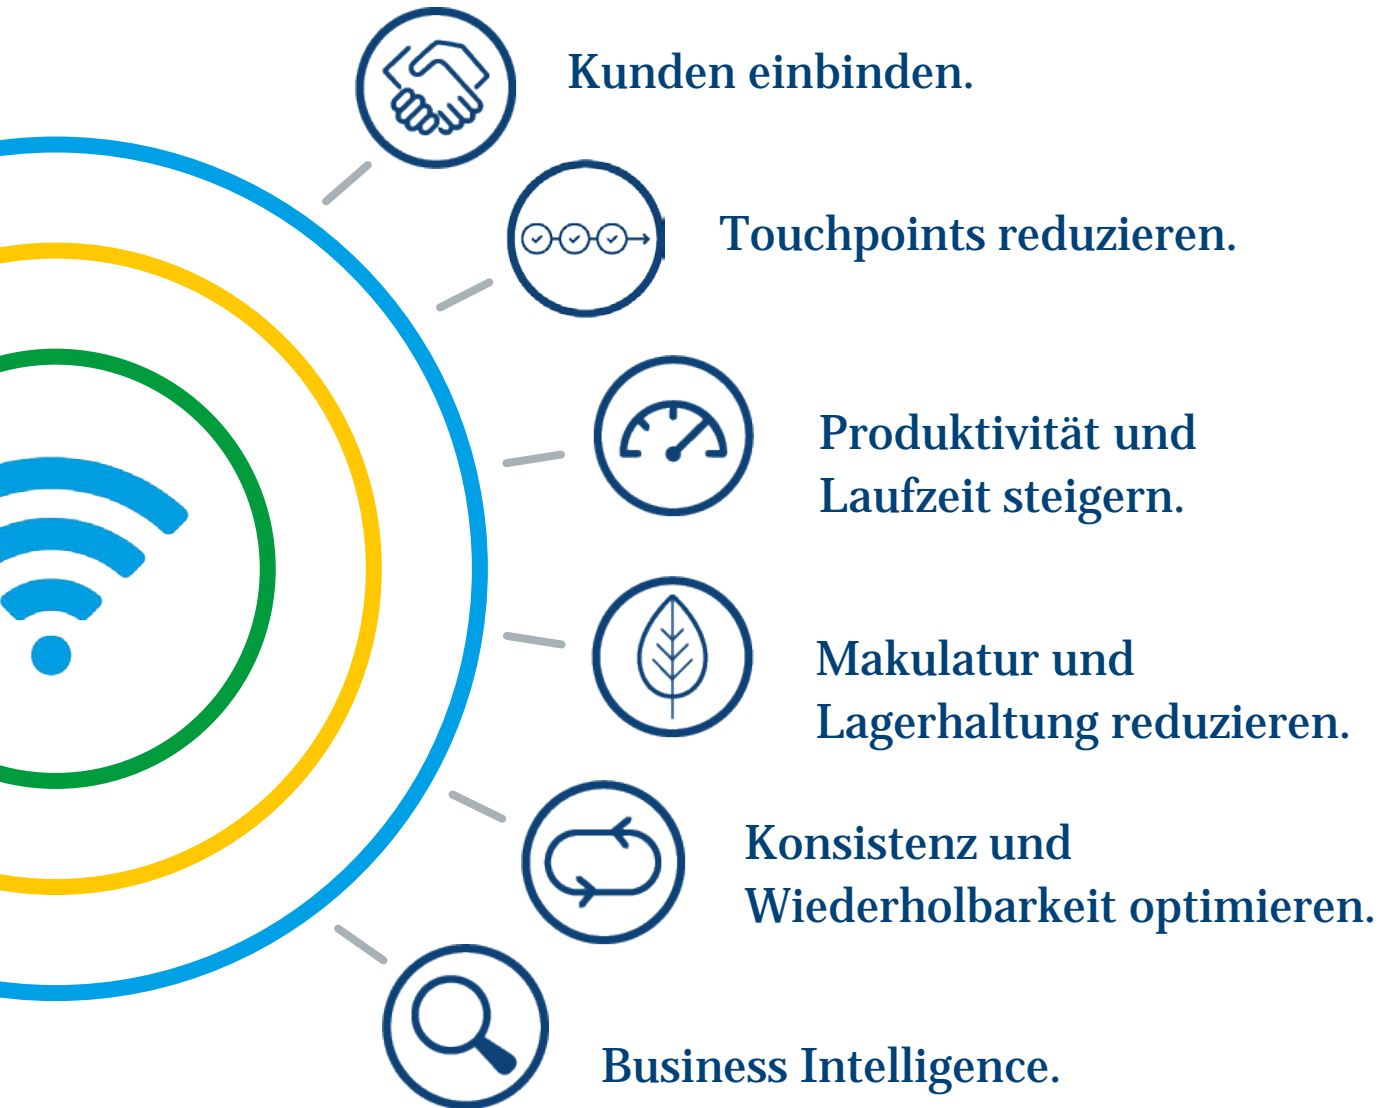 Kunden einbinden.
Touchpoints reduzieren.
Produktivität und
Laufzeit steigern.
Makulatur und
Lagerhaltung reduzieren.
Konsistenz und
Wiederholbarkeit optimieren.
Business Intelligence.